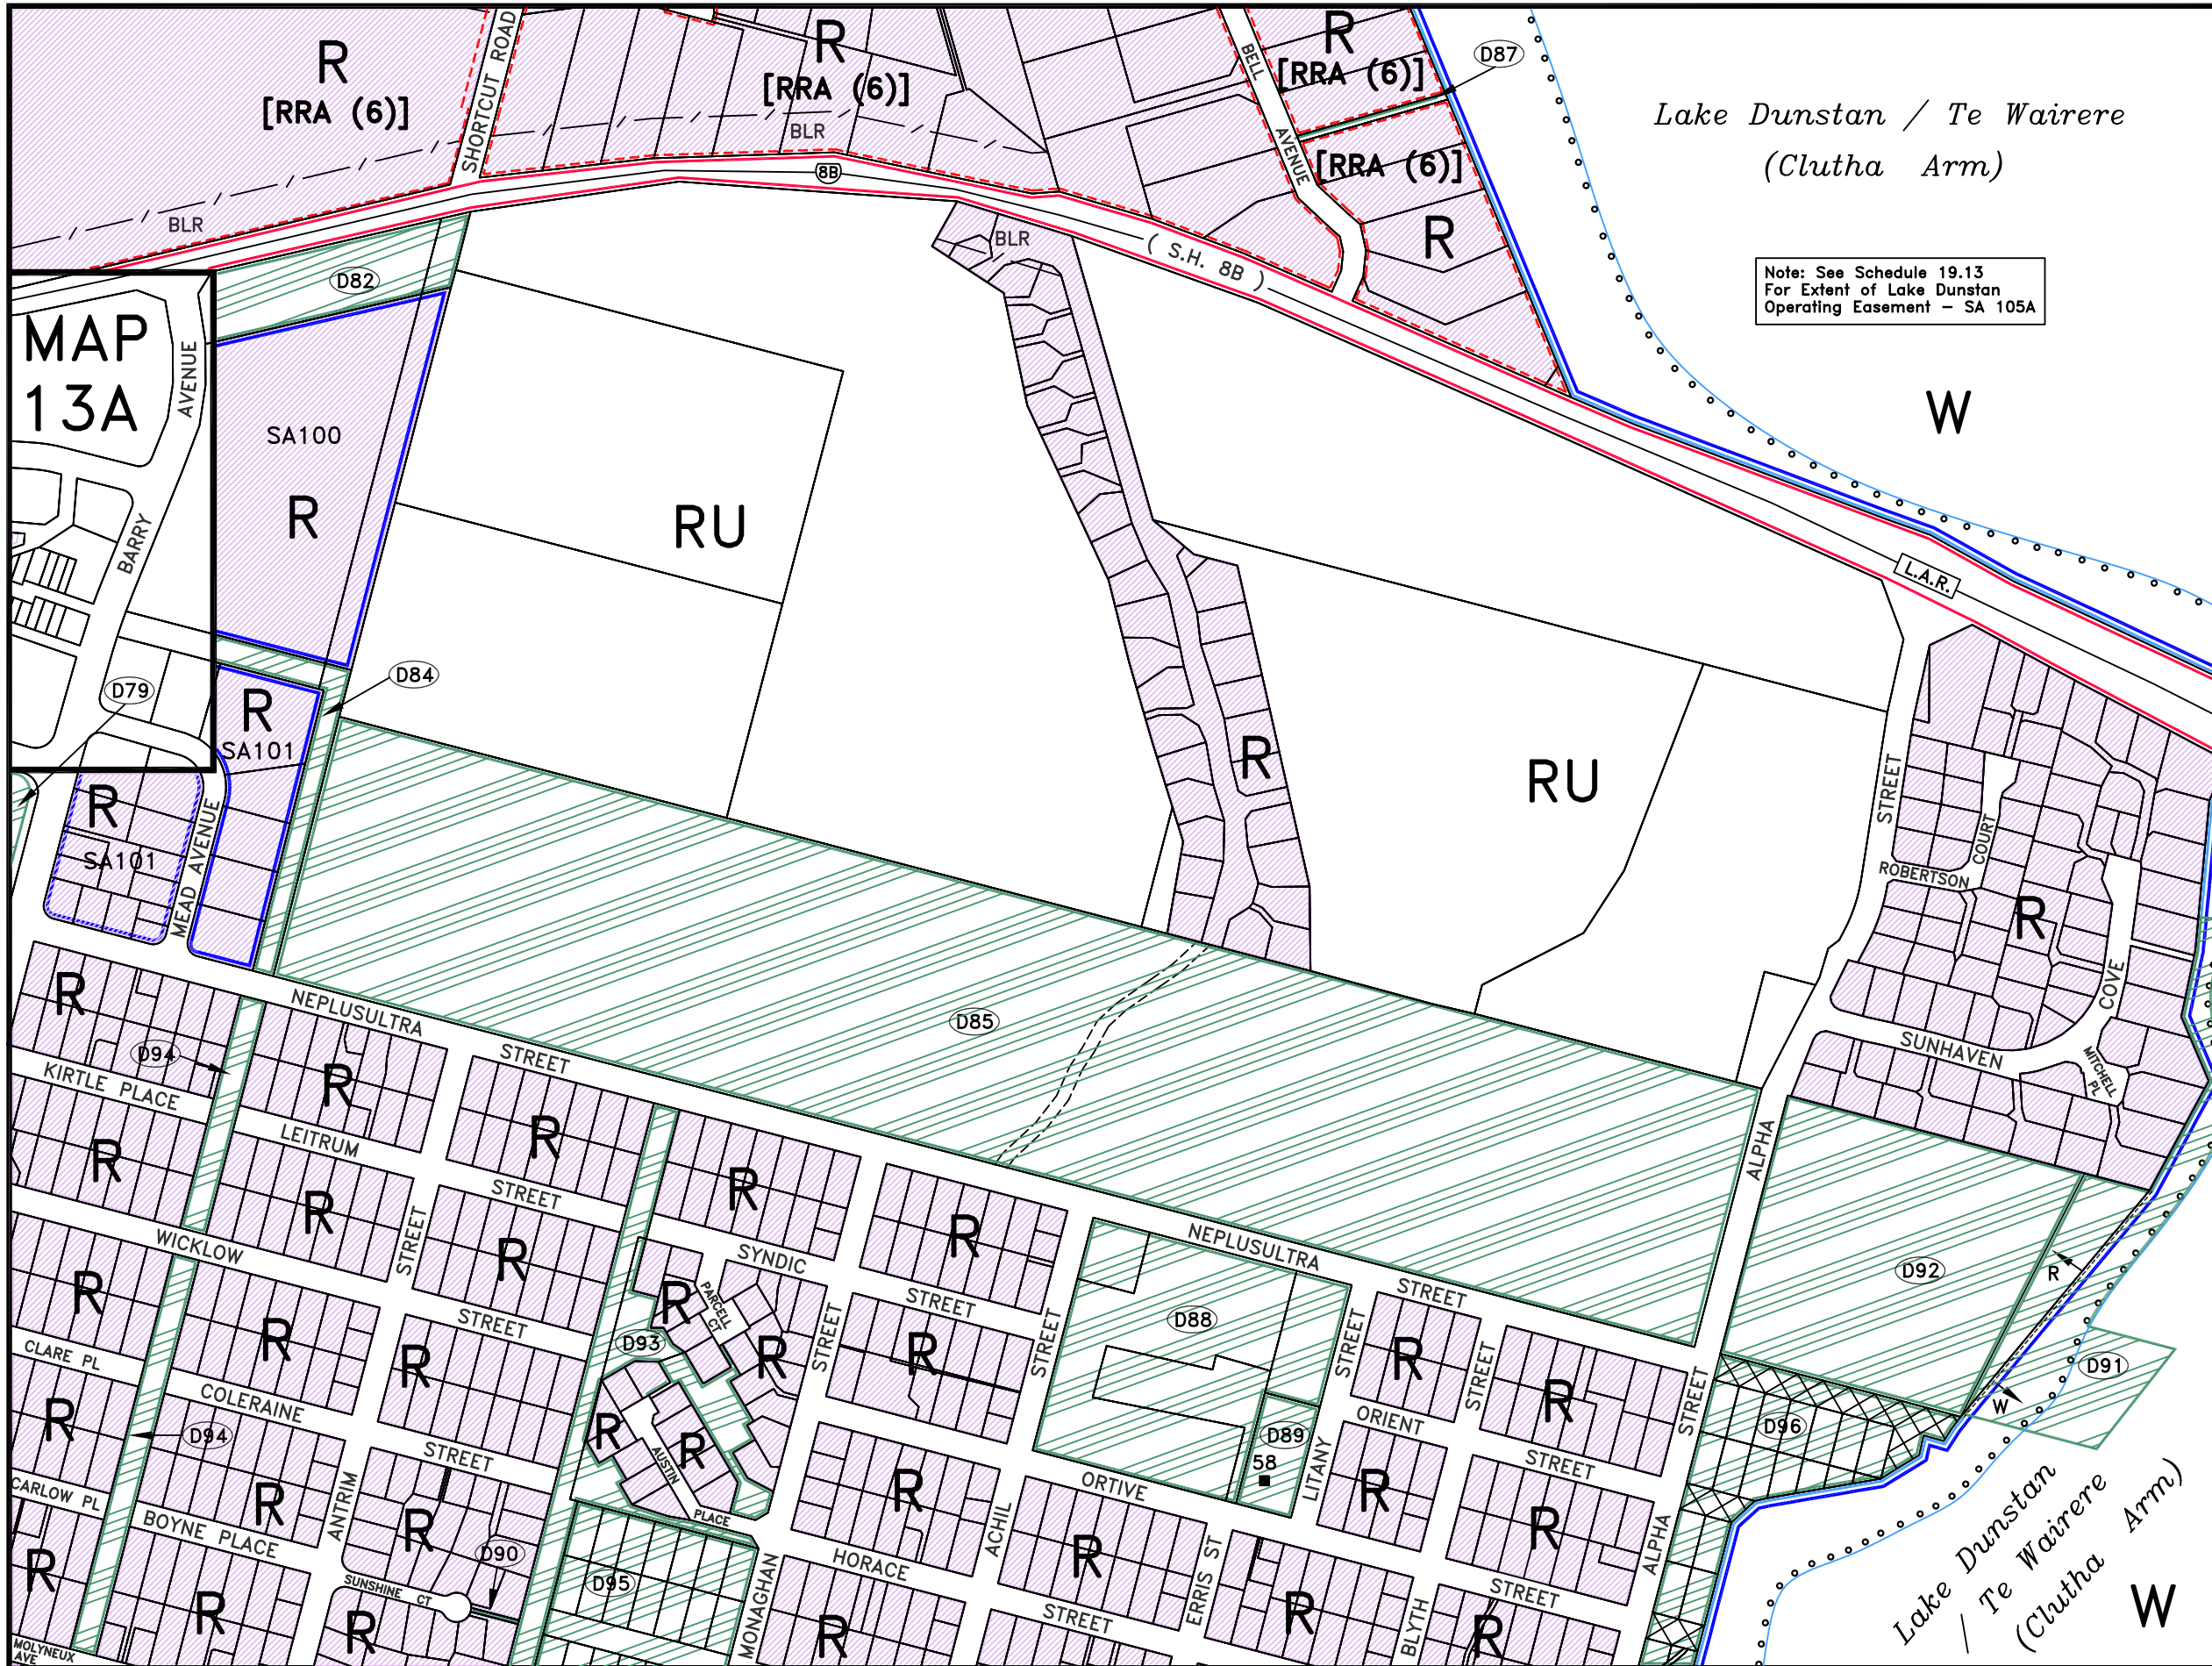 R
[RRA (6)]
SHORTCUT ROAD
R
[RRA (6)]
BLR
BELL
AVENUE
R
[RRA (6)]
D87
[RRA (6)]
R
Lake Dunstan / Te Wairere
(Clutha Arm)
Note: See Schedule 19.13
For Extent of Lake Dunstan
Operating Easement – SA 105A
W
BLR
8B
BLR
( S.H. 8B )
L.A.R.
D82
MAP
13A
AVENUE
BARRY
SA100
R
RU
D84
D79
R
SA101
R
SA101
MEAD AVENUE
R
RU
STREET
ROBERTSON
COURT
R
COVE
SUNHAVEN
MITCHELL
PL
ALPHA
R
NEPLUSULTRA
STREET
D85
D94
KIRTLE PLACE
R
LEITRUM
STREET
R
R
R
STREET
R
R
R
WICKLOW
STREET
SYNDIC
STREET
NEPLUSULTRA
STREET
D92
R
W
D91
R
R
R
D93
R
PARCELL
CT
R
STREET
R
STREET
D88
STREET
R
STREET
R
STREET
CLARE PL
COLERAINE
STREET
R
D94
R
AUSTIN
PLACE
R
R
D89
58
LITANY
ORIENT
STREET
D96
CARLOW PL
R
ANTRIM
R
BOYNE PLACE
D90
ORTIVE
STREET
ACHIL
R
R
R
ALPHA
R
R
SUNSHINE CT
R
D95
MONAGHAN
HORACE
STREET
R
ERRIS ST
R
BLYTH
R
MOLYNEUX
AVE
Lake Dunstan
/ Te Wairere
(Clutha Arm)
W